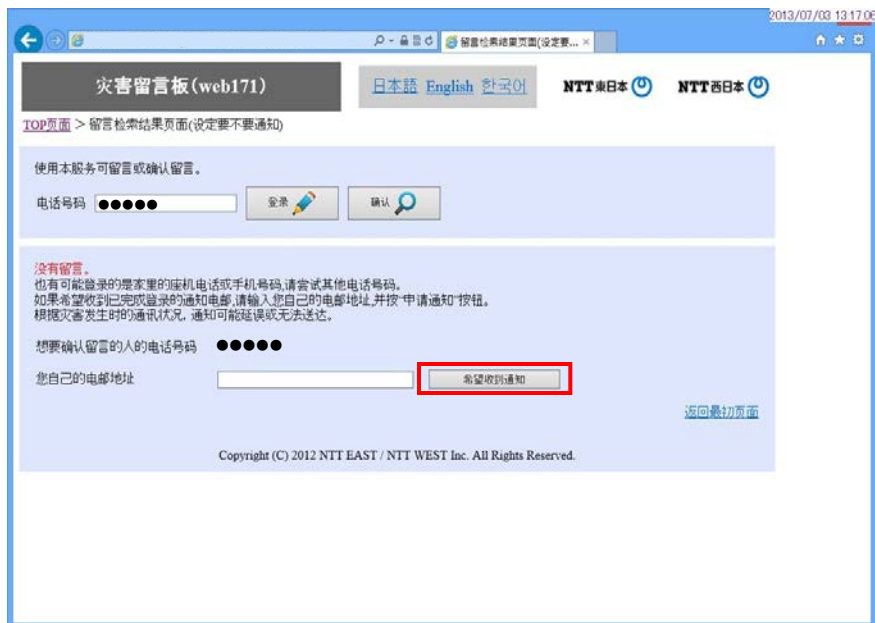 2013/07/03 13:17:06
留言检索结果页面(设定要...
灾害留言板(web171)
日本語 English 한국어
NTT東日本 NTT西日本
TOP页面 > 留言检索结果页面(设定要不要通知)
使用本服务可留言或确认留言。
电话号码 ●●●●● 登录 确认
没有留言。
也有可能登录的是家里的座机电话或手机号码,请尝试其他电话号码。
如果希望收到已完成登录的通知电邮,请输入您自己的电邮地址,并按“申请通知”按钮。
根据灾害发生时的通讯状况, 通知可能延误或无法送达。
想要确认留言的人的电话号码 ●●●●●
您自己的电邮地址 希望收到通知
返回最初页面
Copyright (C) 2012 NTT EAST / NTT WEST Inc. All Rights Reserved.